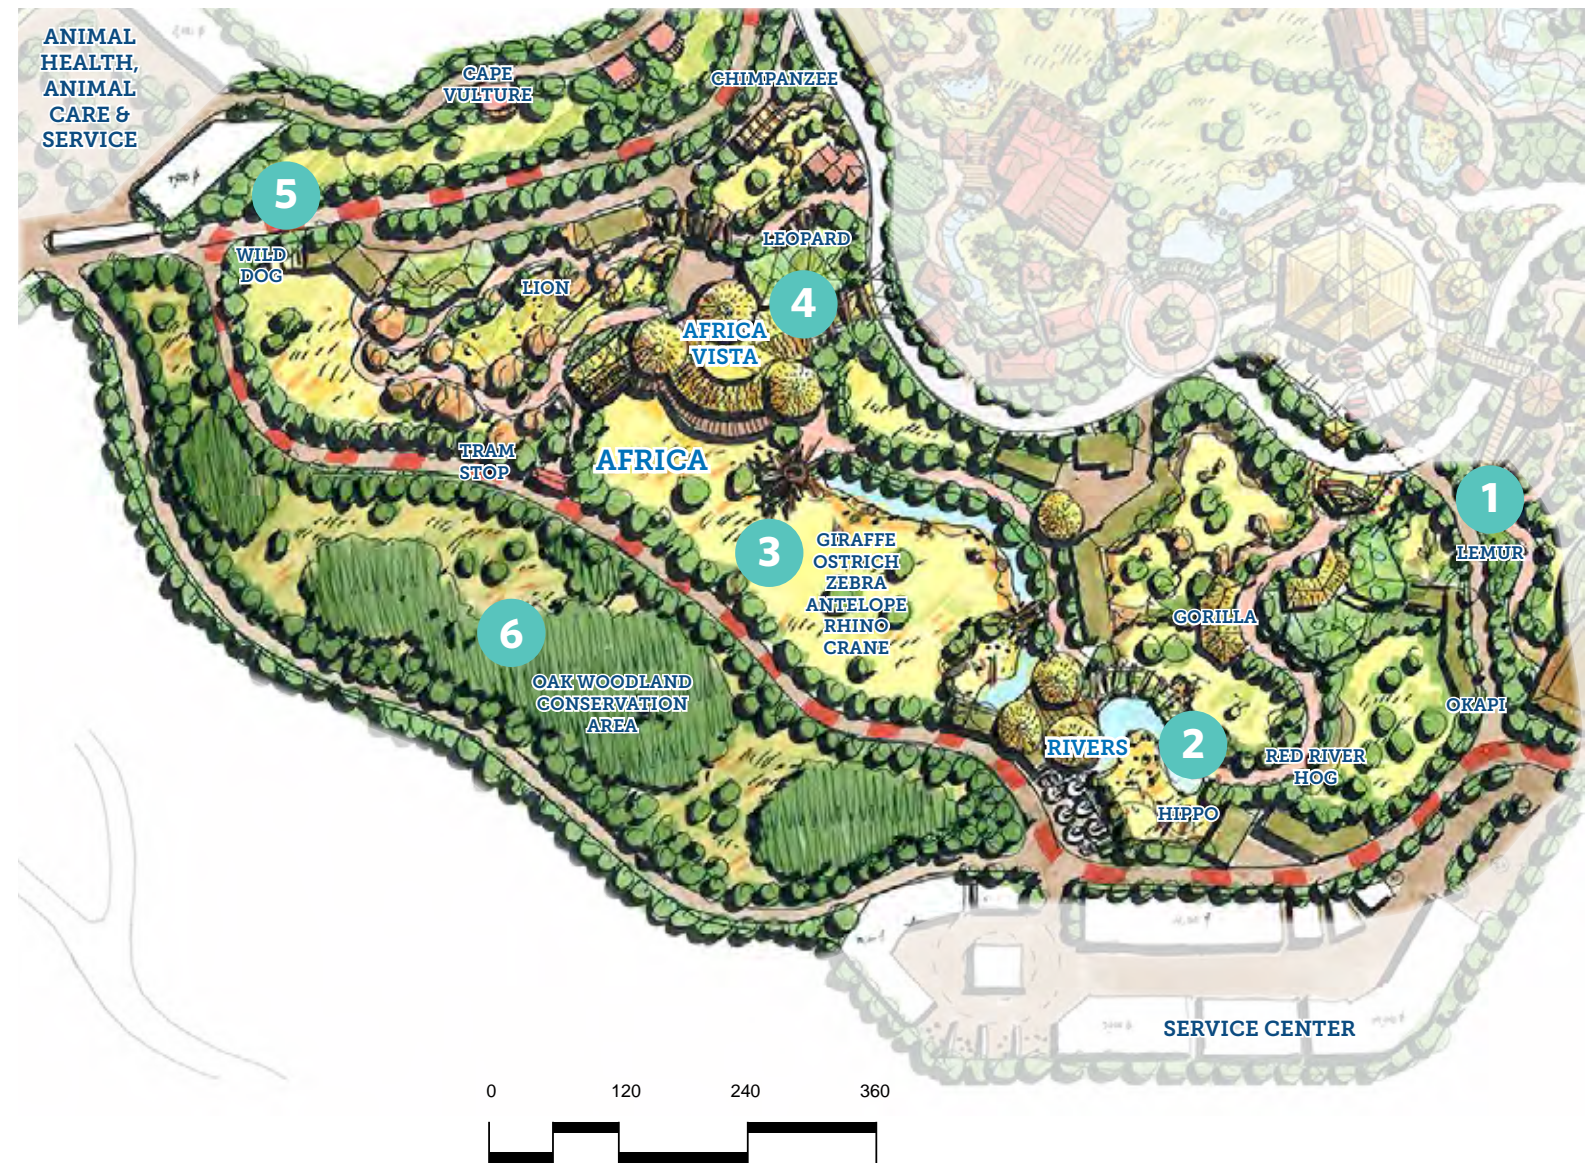 ANIMAL
HEALTH,
ANIMAL
CARE &
SERVICE
CAPE
VULTURE
CHIMPANZEE
5
WILD
DOG
LION
LEOPARD
4
AFRICA
VISTA
TRAM
STOP
AFRICA
3
GIRAFFE
OSTRICH
ZEBRA
ANTELOPE
RHINO
CRANE
1
LEMUR
GORILLA
6
OAK WOODLAND
CONSERVATION
AREA
OKAPI
RIVERS
2
RED RIVER
HOG
HIPPO
SERVICE CENTER
0 120 240 360